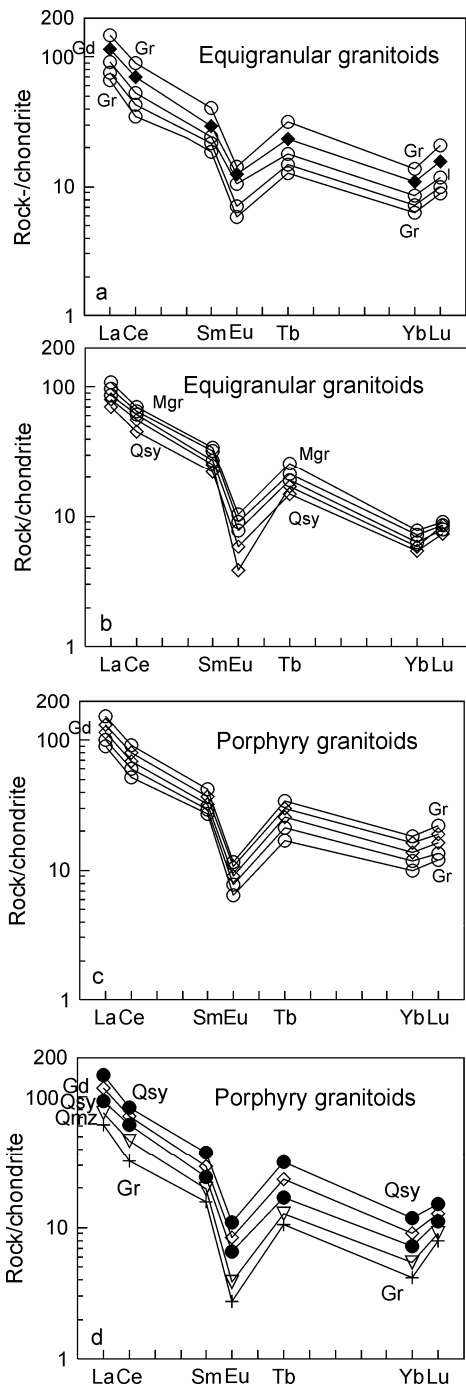 200
100
Gd
Gr
Equigranular granitoids
Gr
Rock-/chondrite
10
Gr
Gr
a
1
La Ce Sm Eu Tb Yb Lu
200
100
Mgr
Equigranular granitoids
Qsy
Mgr
Qsy
Rock/chondrite
10
b
1
La Ce Sm Eu Tb Yb Lu
200
100
Gd
Porphyry granitoids
Gr
Rock/chondrite
10
Gr
c
1
La Ce Sm Eu Tb Yb Lu
200
100
Gd
Qsy
Porphyry granitoids
Qsy
Qmz
Gr
Qsy
Rock/chondrite
10
Gr
d
1
La Ce Sm Eu Tb Yb Lu